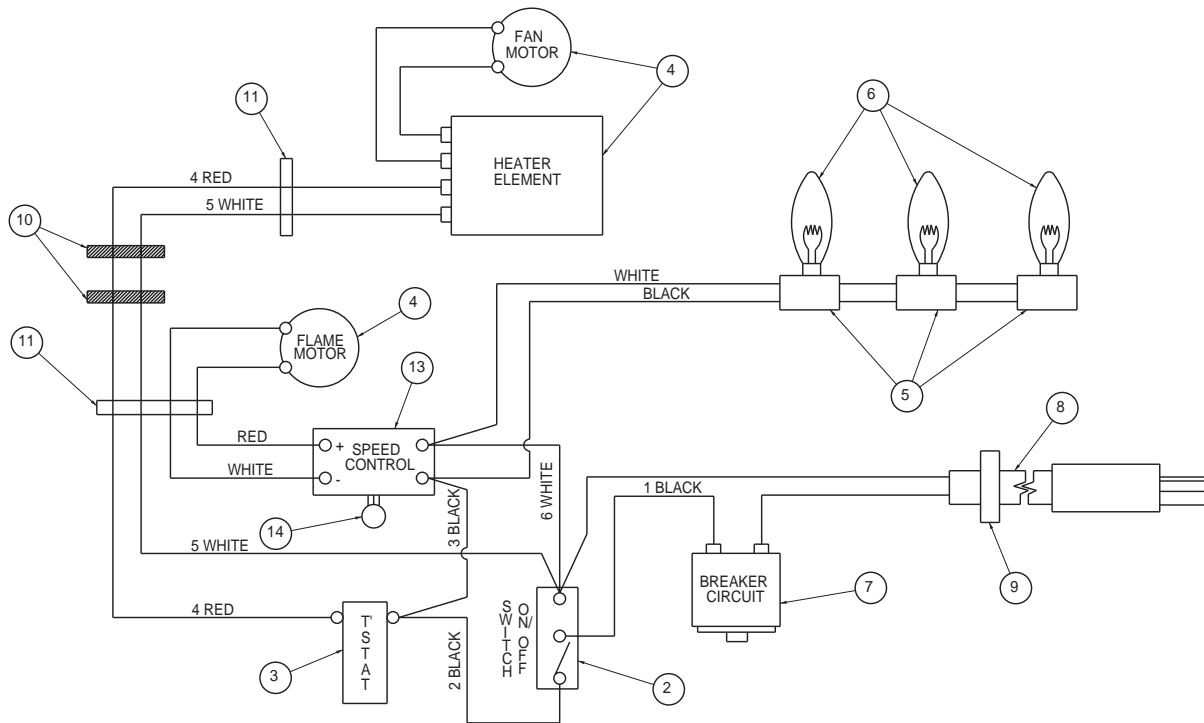 FAN
MOTOR
4
11
6
HEATER
ELEMENT
4 RED
5 WHITE
10
WHITE
BLACK
4
FLAME
MOTOR
11
13
5
8
RED
+
SPEED
CONTROL
WHITE
-
14
3 BLACK
6 WHITE
1 BLACK
5 WHITE
BREAKER
CIRCUIT
7
9
4 RED
T'STAT
3
2 BLACK
ON/OFF
SWITCH
2